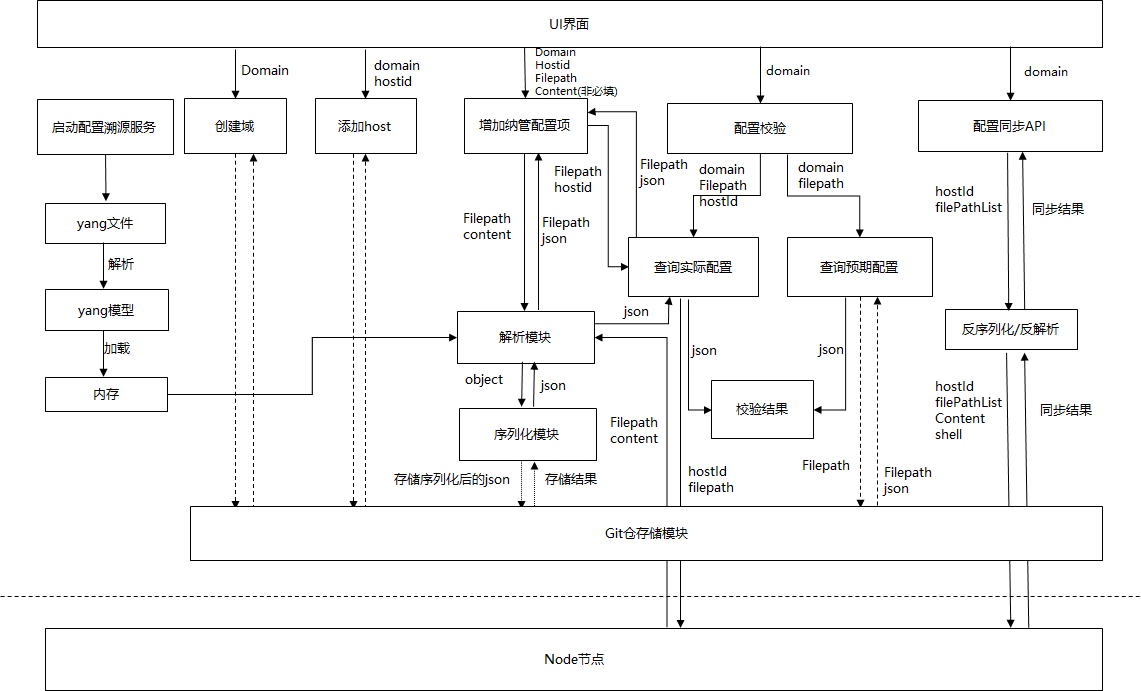 UI界面
Domain
domain
hostid
Domain
Hostid
Filepath
Content(非必填)
domain
domain
启动配置溯源服务
创建域
添加host
增加纳管配置项
配置校验
配置同步API
Filepath
hostid
Filepath
json
domain
Filepath
hostId
domain
filepath
hostId
filePathList
同步结果
yang文件
Filepath
content
Filepath
json
解析
查询实际配置
查询预期配置
yang模型
json
解析模块
反序列化/反解析
加载
json
json
object
json
内存
校验结果
hostId
filePathList
Content
shell
同步结果
序列化模块
Filepath
content
存储序列化后的json
存储结果
hostId
filepath
Filepath
Filepath
json
Git仓存储模块
Node节点